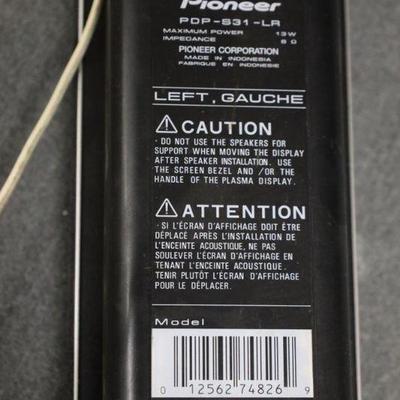 Pioneer
PDP-S31-LR
MAXIMUM POWER 13W
IMPEDANCE 8 Ω
PIONEER CORPORATION
MADE IN INDONESIA
FABRIQUE EN INDONESIE
LEFT, GAUCHE
⚠CAUTION
· DO NOT USE THE SPEAKERS FOR
SUPPORT WHEN MOVING THE DISPLAY
AFTER SPEAKER INSTALLATION. USE
THE SCREEN BEZEL AND /OR THE
HANDLE OF THE PLASMA DISPLAY.
⚠ATTENTION
· SI L'ÉCRAN D'AFFICHAGE DOIT ÊTRE
DÉPLACÉ APRÈS L'INSTALLATION DE
L'ENCEINTE ACOUSTIQUE, NE PAS
SOULEVER L'ÉCRAN D'AFFICHAGE EN
TENANT L'ENCEINTE ACOUSTIQUE.
TENIR PLUTÔT L'ÉCRAN D'AFFICHAGE
POUR LE DÉPLACER.
Model
0 12562 74826 9